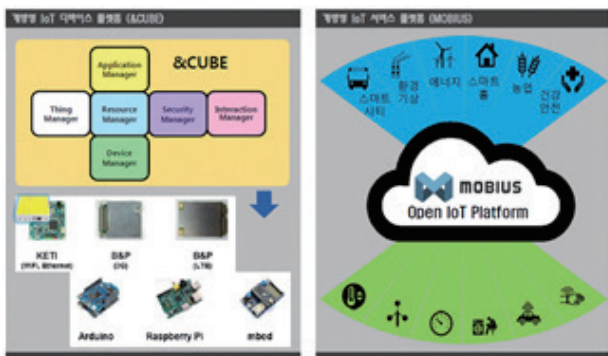 개방형 IoT 디바이스 플랫폼 (&CUBE)
&CUBE
Application
Manager
Thing
Manager
Resource
Manager
Security
Manager
Interaction
Manager
Device
Manager
KETI
(WiFi, Ethernet)
B&P
(3G)
B&P
(LTE)
Arduino
Raspberry Pi
mbed
개방형 IoT 서비스 플랫폼 (MOBIUS)
스마트
시티
환경
기상
에너지
스마트
홈
농업
건강
안전
MOBIUS
Open IoT Platform